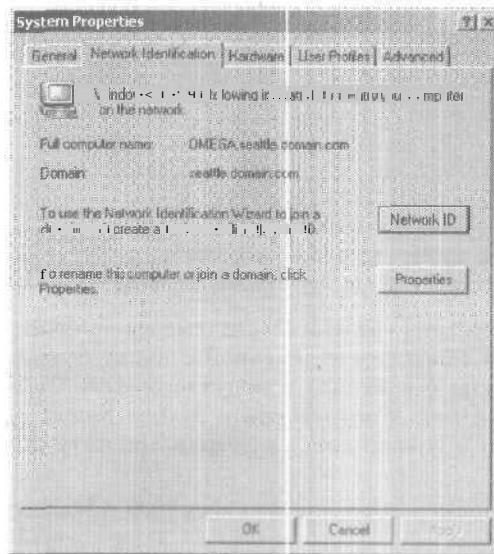 System Properties
General Network Identification Hardware User Profiles Advanced
on the network.
Full computer name: OMEGA.seattle.domain.com
Domain: seattle.domain.com
To use the Network Identification Wizard to join a
create a
Network ID
To rename this computer or join a domain, click
Properties.
Properties
OK Cancel Apply